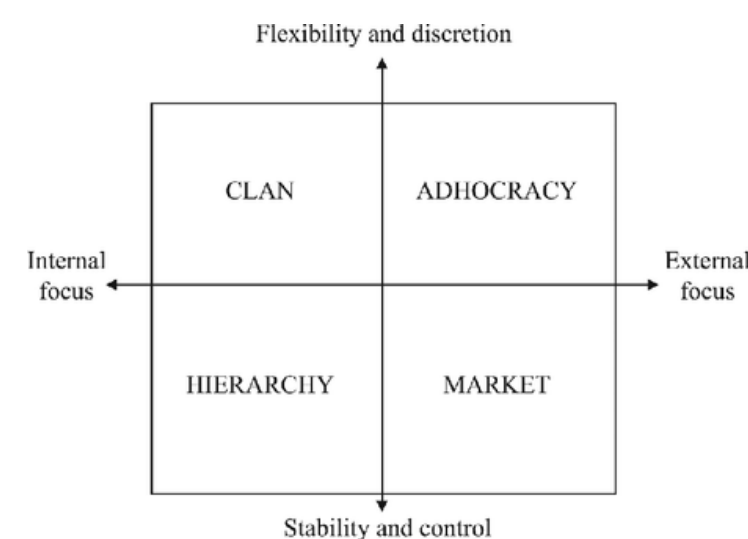 Flexibility and discretion
CLAN
ADHOCRACY
Internal
focus
External
focus
HIERARCHY
MARKET
Stability and control